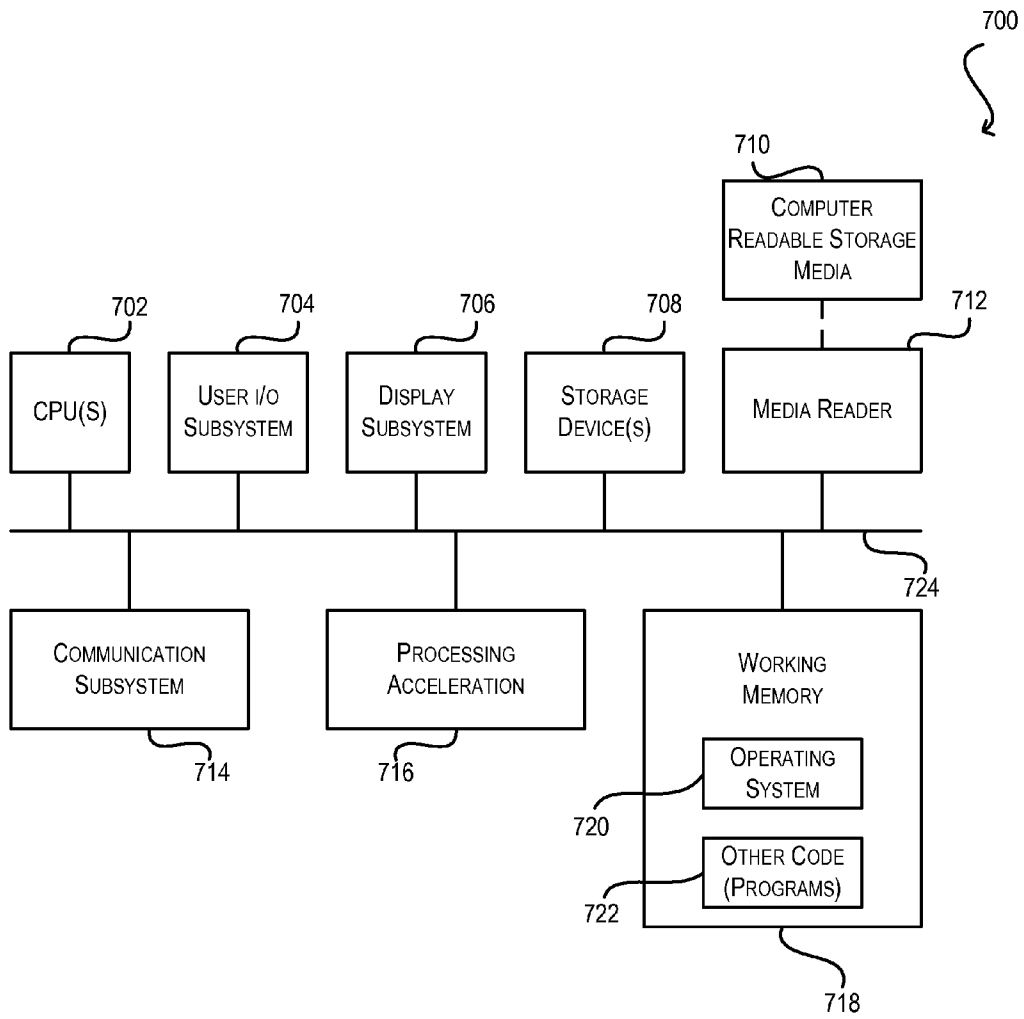 700
710
COMPUTER
READABLE STORAGE
MEDIA
702
704
706
708
712
CPU(S)
USER I/O
SUBSYSTEM
DISPLAY
SUBSYSTEM
STORAGE
DEVICE(S)
MEDIA READER
724
COMMUNICATION
SUBSYSTEM
PROCESSING
ACCELERATION
WORKING
MEMORY
714
716
OPERATING
SYSTEM
720
OTHER CODE
(PROGRAMS)
722
718